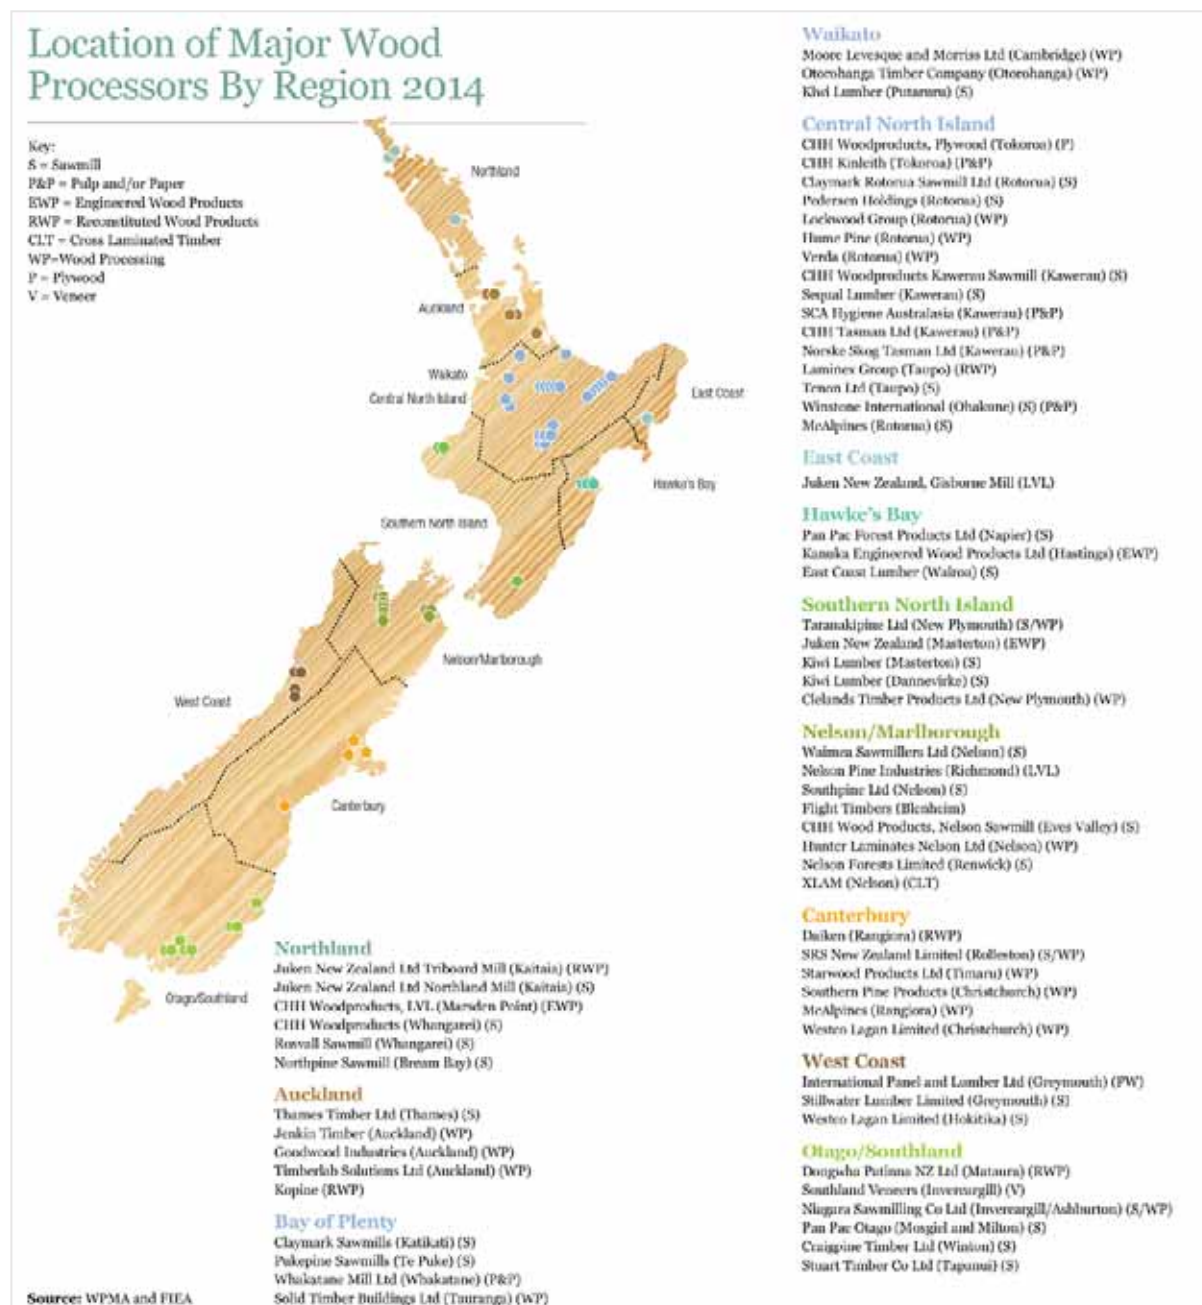 Location of Major Wood
Processors By Region 2014
Key:
S = Sawmill
P&P = Pulp and/or Paper
EWP = Engineered Wood Products
RWP = Reconstituted Wood Products
CLT = Cross Laminated Timber
WP=Wood Processing
P = Plywood
V = Veneer
Northland
Auckland
Waikato
Central North Island
East Coast
Hawke's Bay
Southern North Island
Nelson/Marlborough
West Coast
Canterbury
Otago/Southland
Northland
Juken New Zealand Ltd Triboard Mill (Kaitaia) (RWP)
Juken New Zealand Ltd Northland Mill (Kaitaia) (S)
CHH Woodproducts, LVL (Marsden Point) (EWP)
CHH Woodproducts (Whangarei) (S)
Rosvall Sawmill (Whangarei) (S)
Northpine Sawmill (Bream Bay) (S)
Auckland
Thames Timber Ltd (Thames) (S)
Jenkin Timber (Auckland) (WP)
Goodwood Industries (Auckland) (WP)
Timberlab Solutions Ltd (Auckland) (WP)
Kopine (RWP)
Bay of Plenty
Claymark Sawmills (Katikati) (S)
Pukepine Sawmills (Te Puke) (S)
Whakatane Mill Ltd (Whakatane) (P&P)
Solid Timber Buildings Ltd (Tauranga) (WP)
Source: WPMA and FIEA
Waikato
Moore Levesque and Morriss Ltd (Cambridge) (WP)
Otorohanga Timber Company (Otorohanga) (WP)
Kiwi Lumber (Putaruru) (S)
Central North Island
CHH Woodproducts, Plywood (Tokoroa) (P)
CHH Kinleith (Tokoroa) (P&P)
Claymark Rotorua Sawmill Ltd (Rotorua) (S)
Pedersen Holdings (Rotorua) (S)
Lockwood Group (Rotorua) (WP)
Hume Pine (Rotorua) (WP)
Verda (Rotorua) (WP)
CHH Woodproducts Kawerau Sawmill (Kawerau) (S)
Sequal Lumber (Kawerau) (S)
SCA Hygiene Australasia (Kawerau) (P&P)
CHH Tasman Ltd (Kawerau) (P&P)
Norske Skog Tasman Ltd (Kawerau) (P&P)
Laminex Group (Taupo) (RWP)
Tenon Ltd (Taupo) (S)
Winstone International (Ohakune) (S) (P&P)
McAlpines (Rotorua) (S)
East Coast
Juken New Zealand, Gisborne Mill (LVL)
Hawke's Bay
Pan Pac Forest Products Ltd (Napier) (S)
Kanuka Engineered Wood Products Ltd (Hastings) (EWP)
East Coast Lumber (Wairoa) (S)
Southern North Island
Taranakipine Ltd (New Plymouth) (S/WP)
Juken New Zealand (Masterton) (EWP)
Kiwi Lumber (Masterton) (S)
Kiwi Lumber (Dannevirke) (S)
Clelands Timber Products Ltd (New Plymouth) (WP)
Nelson/Marlborough
Waimea Sawmillers Ltd (Nelson) (S)
Nelson Pine Industries (Richmond) (LVL)
Southpine Ltd (Nelson) (S)
Flight Timbers (Blenheim)
CHH Wood Products, Nelson Sawmill (Eves Valley) (S)
Hunter Laminates Nelson Ltd (Nelson) (WP)
Nelson Forests Limited (Renwick) (S)
XLAM (Nelson) (CLT)
Canterbury
Daiken (Rangiora) (RWP)
SRS New Zealand Limited (Rolleston) (S/WP)
Starwood Products Ltd (Timaru) (WP)
Southern Pine Products (Christchurch) (WP)
McAlpines (Rangiora) (WP)
Westco Lagan Limited (Christchurch) (WP)
West Coast
International Panel and Lumber Ltd (Greymouth) (PW)
Stillwater Lumber Limited (Greymouth) (S)
Westco Lagan Limited (Hokitika) (S)
Otago/Southland
Dongwha Patinna NZ Ltd (Mataura) (RWP)
Southland Veneers (Invercargill) (V)
Niagara Sawmilling Co Ltd (Invercargill/Ashburton) (S/WP)
Pan Pac Otago (Mosgiel and Milton) (S)
Craigpine Timber Ltd (Winton) (S)
Stuart Timber Co Ltd (Tapanui) (S)